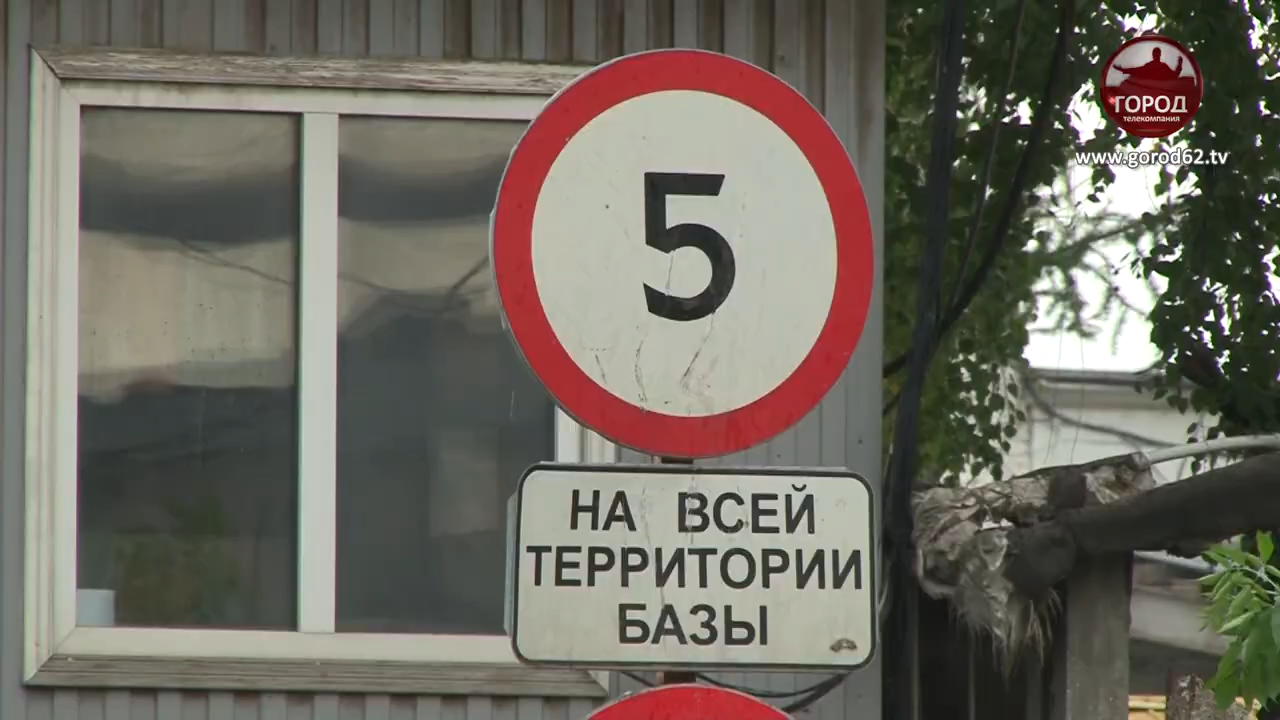 ГОРОД
телекомпания
www.gorod62.tv
5
НА ВСЕЙ
ТЕРРИТОРИИ
БАЗЫ